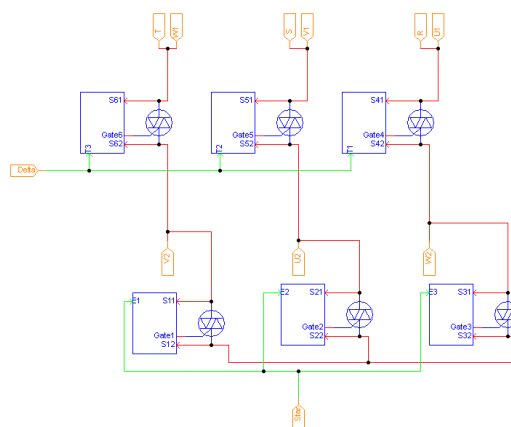 T W1 S V1 R U1
S61 S51 S41
Gate6 Gate5 Gate4
S62 S52 S42
T3 T2 T1
Delta
V2 U2 W2
E1 S11 E2 S21 E3 S31
Gate1 Gate2 Gate3
S12 S22 S32
Star